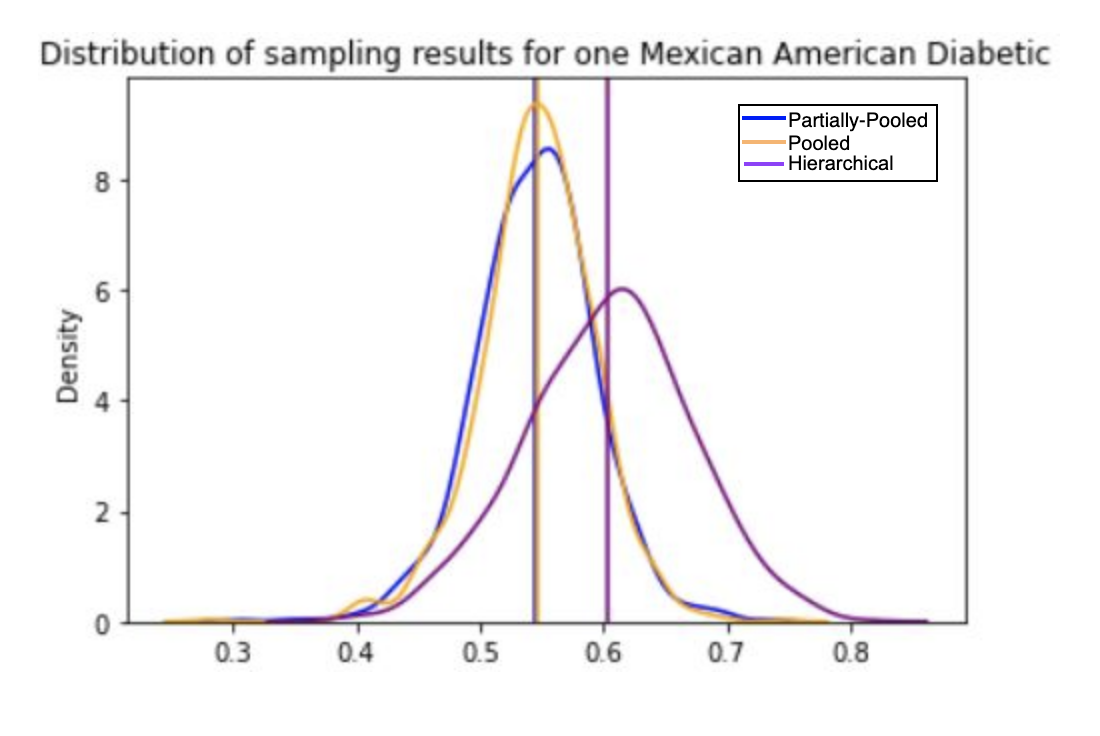 Distribution of sampling results for one Mexican American Diabetic
Partially-Pooled
Pooled
Hierarchical
Density
8
6
4
2
0
0.3 0.4 0.5 0.6 0.7 0.8